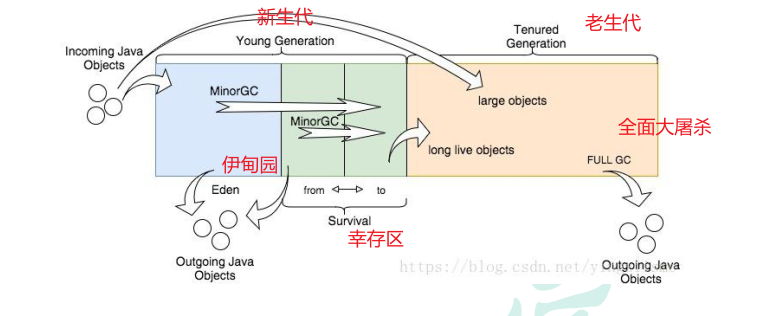 新生代
老生代
Young Generation
Tenured
Generation
Incoming Java
Objects
MinorGC
MinorGC
large objects
long live objects
全面大屠杀
FULL GC
伊甸园
Eden
from
to
Survival
幸存区
Outgoing Java
Objects
Outgoing Java
Objects
https://blog.csdn.net/